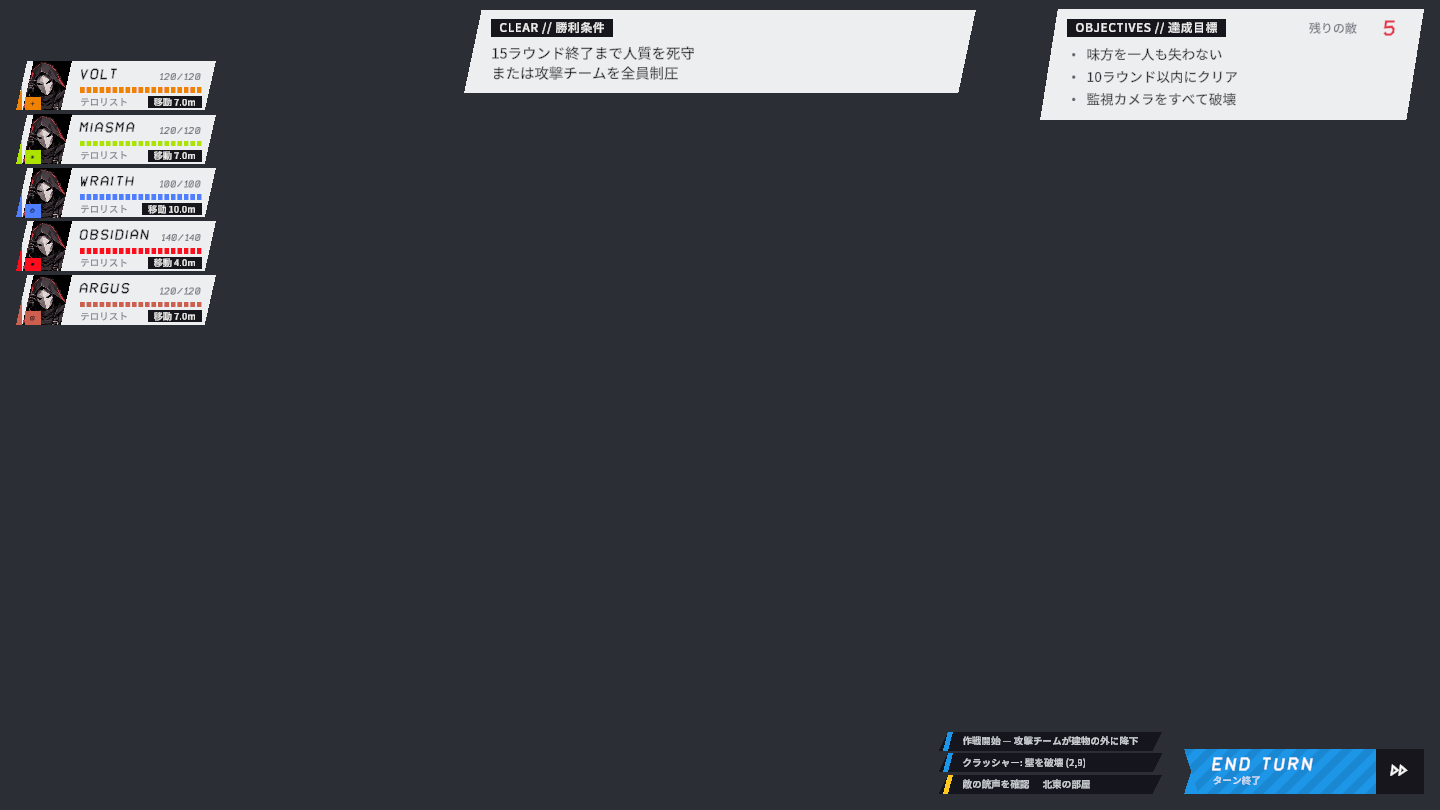 CLEAR // 勝利条件
15ラウンド終了まで人質を死守
または攻撃チームを全員制圧
OBJECTIVES // 達成目標
残りの敵 5
• 味方を一人も失わない
• 10ラウンド以内にクリア
• 監視カメラをすべて破壊
VOLT 120/120
テロリスト 移動 7.0m
MIASMA 120/120
テロリスト 移動 7.0m
WRAITH 100/100
テロリスト 移動 10.0m
OBSIDIAN 140/140
テロリスト 移動 4.0m
ARGUS 120/120
テロリスト 移動 7.0m
作戦開始 — 攻撃チームが建物の外に降下
クラッシャー: 壁を破壊 (2,9)
敵の銃声を確認 北東の部屋
END TURN
ターン終了